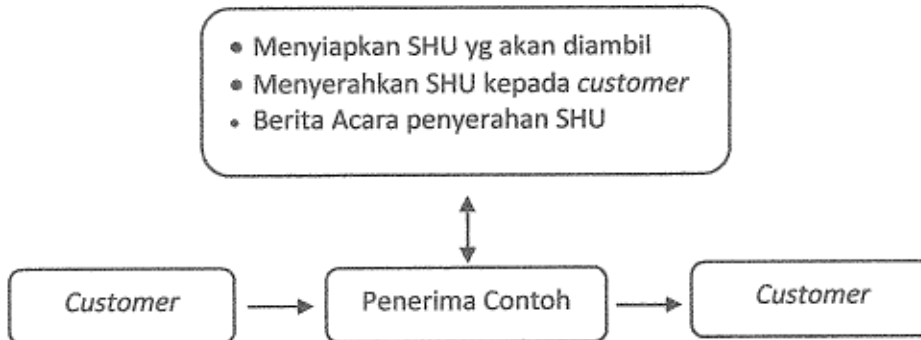 • Menyiapkan SHU yg akan diambil
• Menyerahkan SHU kepada customer
• Berita Acara penyerahan SHU
Customer
Penerima Contoh
Customer